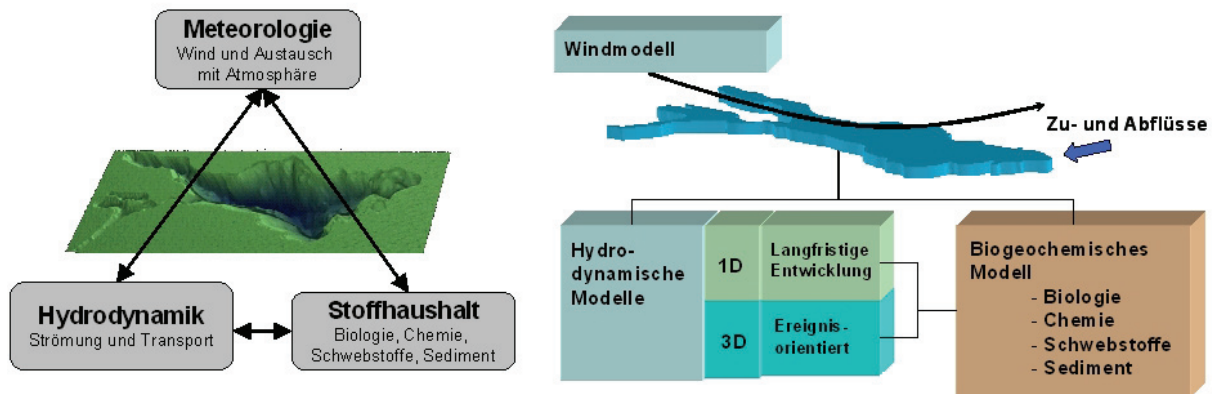 Meteorologie
Wind und Austausch
mit Atmosphäre
Hydrodynamik
Strömung und Transport
Stoffhaushalt
Biologie, Chemie,
Schwebstoffe, Sediment
Windmodell
Zu- und Abflüsse
Hydro-
dynamische
Modelle
1D
Langfristige
Entwicklung
3D
Ereignis-
orientiert
Biogeochemisches
Modell
- Biologie
- Chemie
- Schwebstoffe
- Sediment